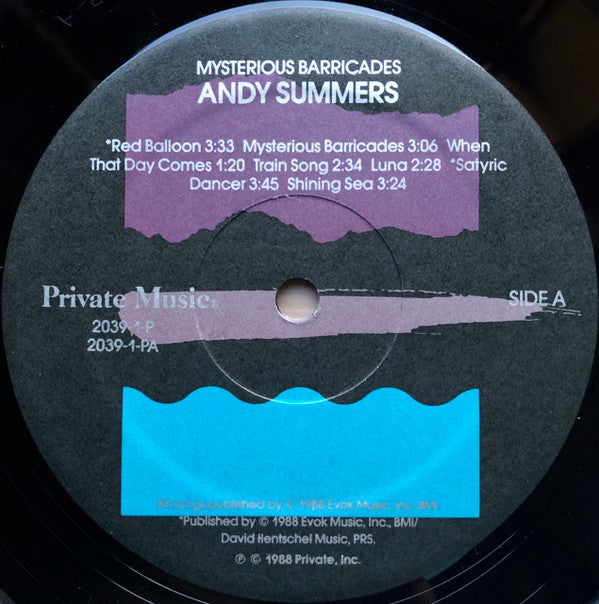 MYSTERIOUS BARRICADES
ANDY SUMMERS
*Red Balloon 3:33 Mysterious Barricades 3:06 When
That Day Comes 1:20 Train Song 2:34 Luna 2:28 *Satyric
Dancer 3:45 Shining Sea 3:24
Private Music
SIDE A
2039-1-P
2039-1-PA
All songs published by © 1988 Evok Music, Inc. BMI
*Published by © 1988 Evok Music, Inc., BMI/
David Hentschel Music, PRS.
℗ © 1988 Private, Inc.